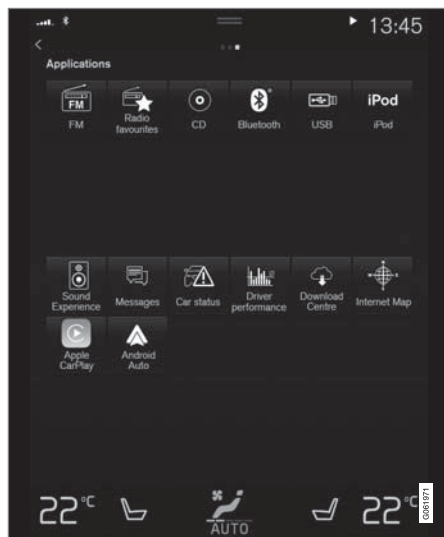 13:45
Applications
FM
iPod
FM
Radio favourites
CD
Bluetooth
USB
iPod
Sound Experience
Messages
Car status
Driver performance
Download Centre
Internet Map
Apple CarPlay
Android Auto
22°C
AUTO
22°C
G061971